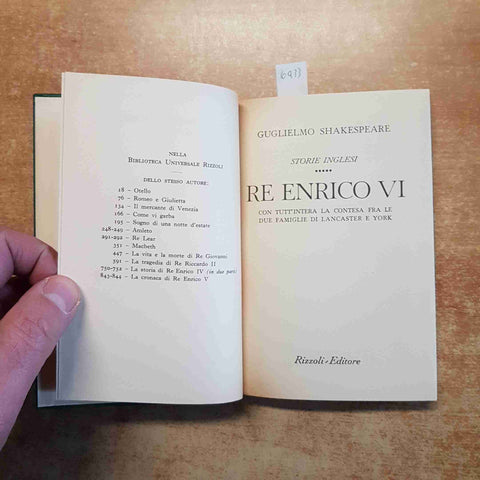 NELLA
BIBLIOTECA UNIVERSALE RIZZOLI
DELLO STESSO AUTORE:
18 – Otello
76 – Romeo e Giulietta
134 – Il mercante di Venezia
166 – Come vi garba
195 – Sogno di una notte d'estate
248-249 – Amleto
291-292 – Re Lear
351 – Macbeth
447 – La vita e la morte di Re Giovanni
591 – La tragedia di Re Riccardo II
750-752 – La storia di Re Enrico IV (in due parti)
843-844 – La cronaca di Re Enrico V
GUGLIELMO SHAKESPEARE
STORIE INGLESI
*****
RE ENRICO VI
CON TUTT'INTERA LA CONTESA FRA LE
DUE FAMIGLIE DI LANCASTER E YORK
Rizzoli - Editore